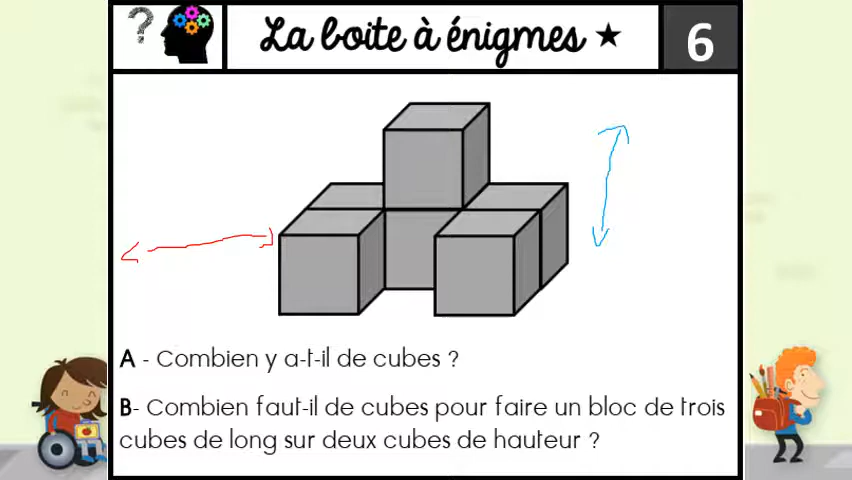 La boite à énigmes ★
6
A - Combien y a-t-il de cubes ?
B- Combien faut-il de cubes pour faire un bloc de trois
cubes de long sur deux cubes de hauteur ?